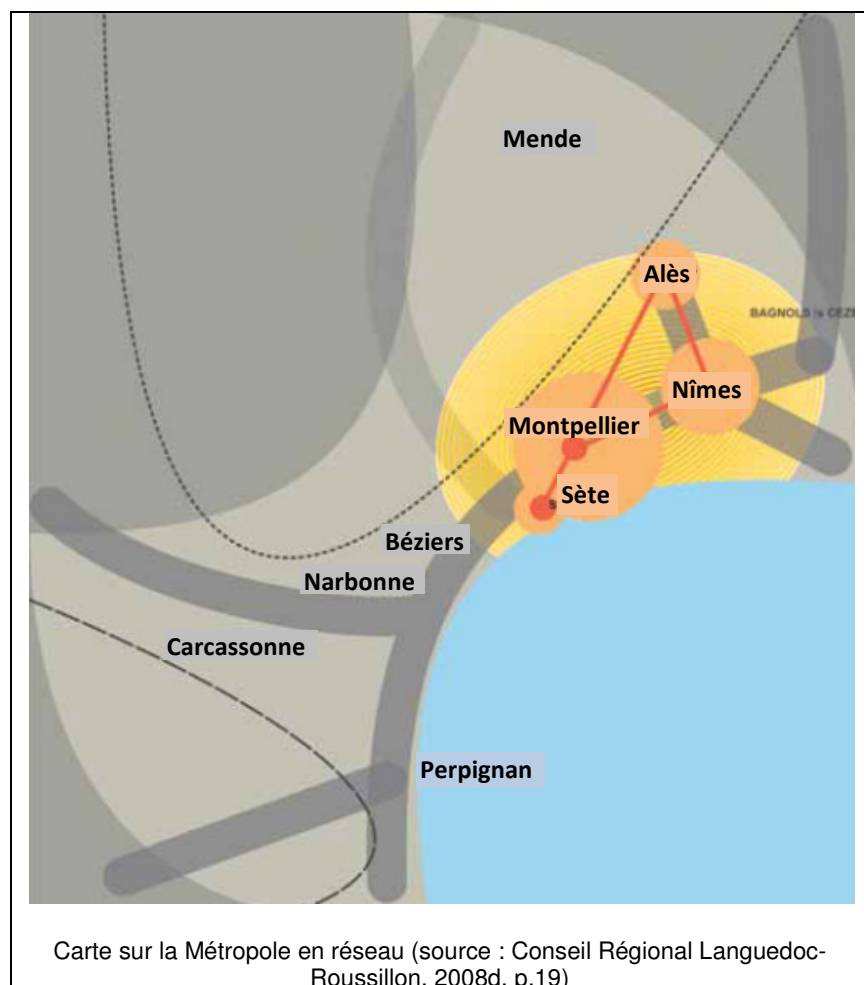 Mende
Alès
BAGNOLS
Nîmes
Montpellier
Sète
Béziers
Narbonne
Carcassonne
Perpignan
Carte sur la Métropole en réseau (source : Conseil Régional Languedoc-
Roussillon, 2008d, p.19)